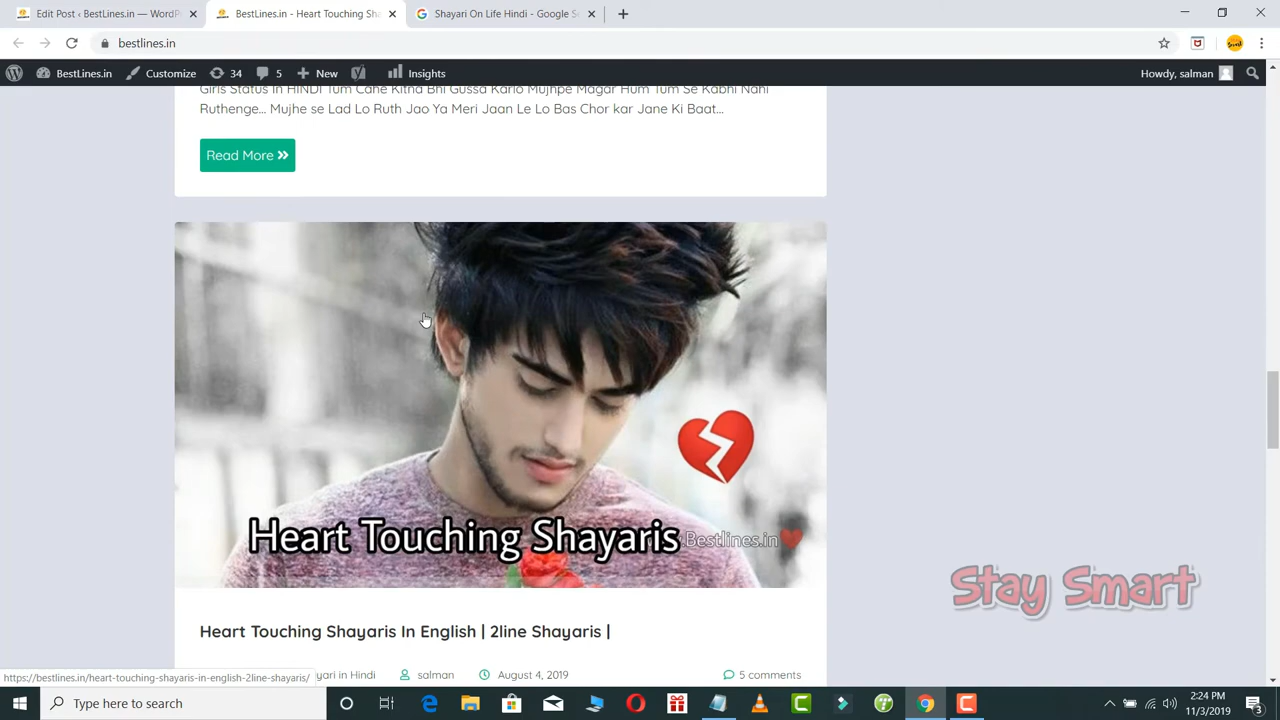 Edit Post ‹ BestLines.in — WordPr
BestLines.in - Heart Touching Sha
Shayari On Life Hindi - Google Se
bestlines.in
BestLines.in
Customize
34
5
New
Insights
Howdy, salman
Girls Status In HINDI Tum Cahe Kitna Bhi Gussa Karlo Mujhpe Magar Hum Tum Se Kabhi Nahi
Ruthenge... Mujhe se Lad Lo Ruth Jao Ya Meri Jaan Le Lo Bas Chor kar Jane Ki Baat...
Read More
Heart Touching Shayaris
Bestlines.in
Stay Smart
Heart Touching Shayaris In English | 2line Shayaris |
yari in Hindi
salman
August 4, 2019
5 comments
https://bestlines.in/heart-touching-shayaris-in-english-2line-shayaris/
Type here to search
2:24 PM
11/3/2019
3